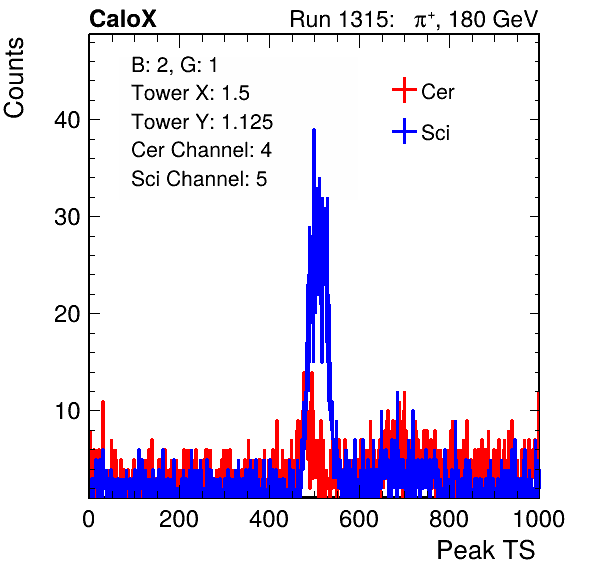 CaloX Run 1315: π⁺, 180 GeV
B: 2, G: 1
Tower X: 1.5
Tower Y: 1.125
Cer Channel: 4
Sci Channel: 5
Cer
Sci
Counts
40
30
20
10
0 200 400 600 800 1000
Peak TS